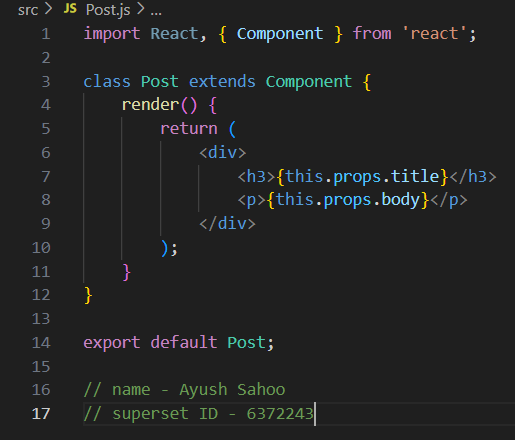 src > JS Post.js > ...
1 import React, { Component } from 'react';
2
3 class Post extends Component {
4     render() {
5         return (
6             <div>
7                 <h3>{this.props.title}</h3>
8                 <p>{this.props.body}</p>
9             </div>
10         );
11     }
12 }
13
14 export default Post;
15
16 // name - Ayush Sahoo
17 // superset ID - 6372243